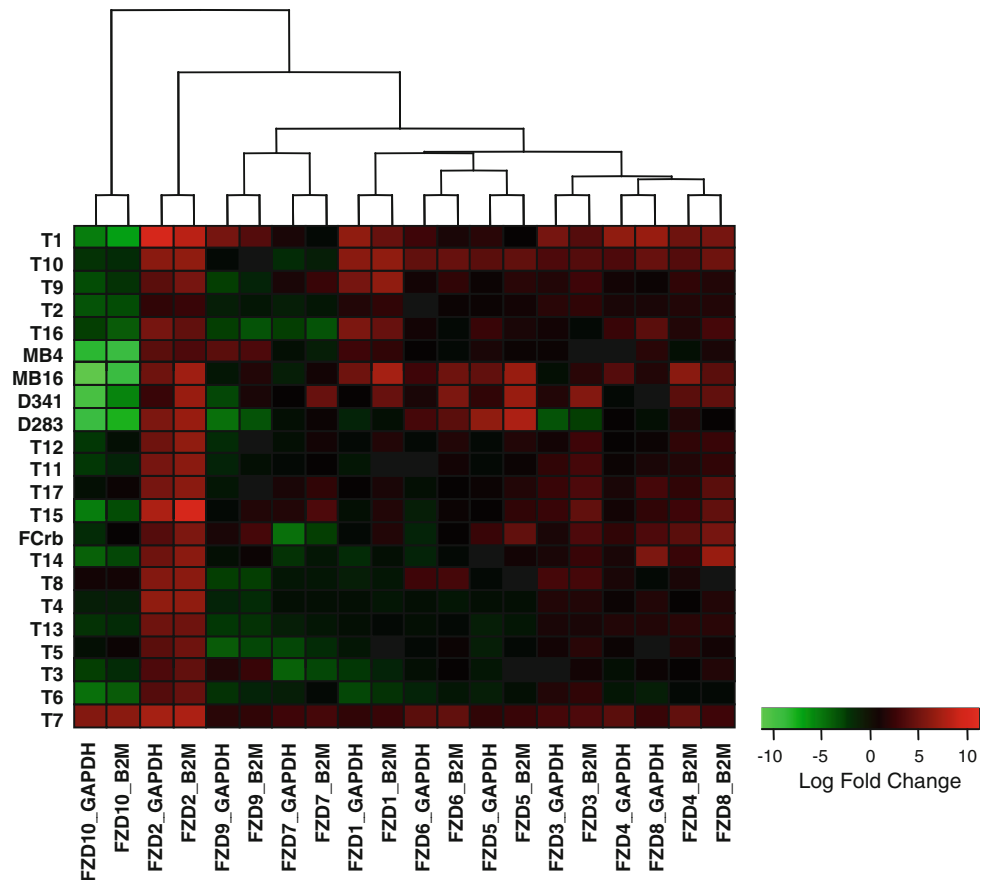 T1
T10
T9
T2
T16
MB4
MB16
D341
D283
T12
T11
T17
T15
FCrb
T14
T8
T4
T13
T5
T3
T6
T7
FZD10_GAPDH
FZD10_B2M
FZD2_GAPDH
FZD2_B2M
FZD9_GAPDH
FZD9_B2M
FZD7_GAPDH
FZD7_B2M
FZD1_GAPDH
FZD1_B2M
FZD6_GAPDH
FZD6_B2M
FZD5_GAPDH
FZD5_B2M
FZD3_GAPDH
FZD3_B2M
FZD4_GAPDH
FZD8_GAPDH
FZD4_B2M
FZD8_B2M
-10 -5 0 5 10
Log Fold Change